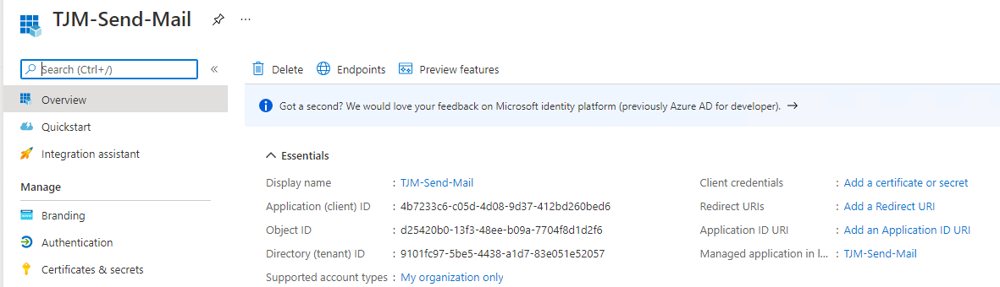 TJM-Send-Mail
Search (Ctrl+/)
«
Delete Endpoints Preview features
Overview
Got a second? We would love your feedback on Microsoft identity platform (previously Azure AD for developer). →
Quickstart
Integration assistant
Essentials
Manage
Display name : TJM-Send-Mail
Client credentials : Add a certificate or secret
Application (client) ID : 4b7233c6-c05d-4d08-9d37-412bd260bed6
Redirect URIs : Add a Redirect URI
Branding
Object ID : d25420b0-13f3-48ee-b09a-7704f8d1d2f6
Application ID URI : Add an Application ID URI
Authentication
Directory (tenant) ID : 9101fc97-5be5-4438-a1d7-83e051e52057
Managed application in l... : TJM-Send-Mail
Certificates & secrets
Supported account types : My organization only